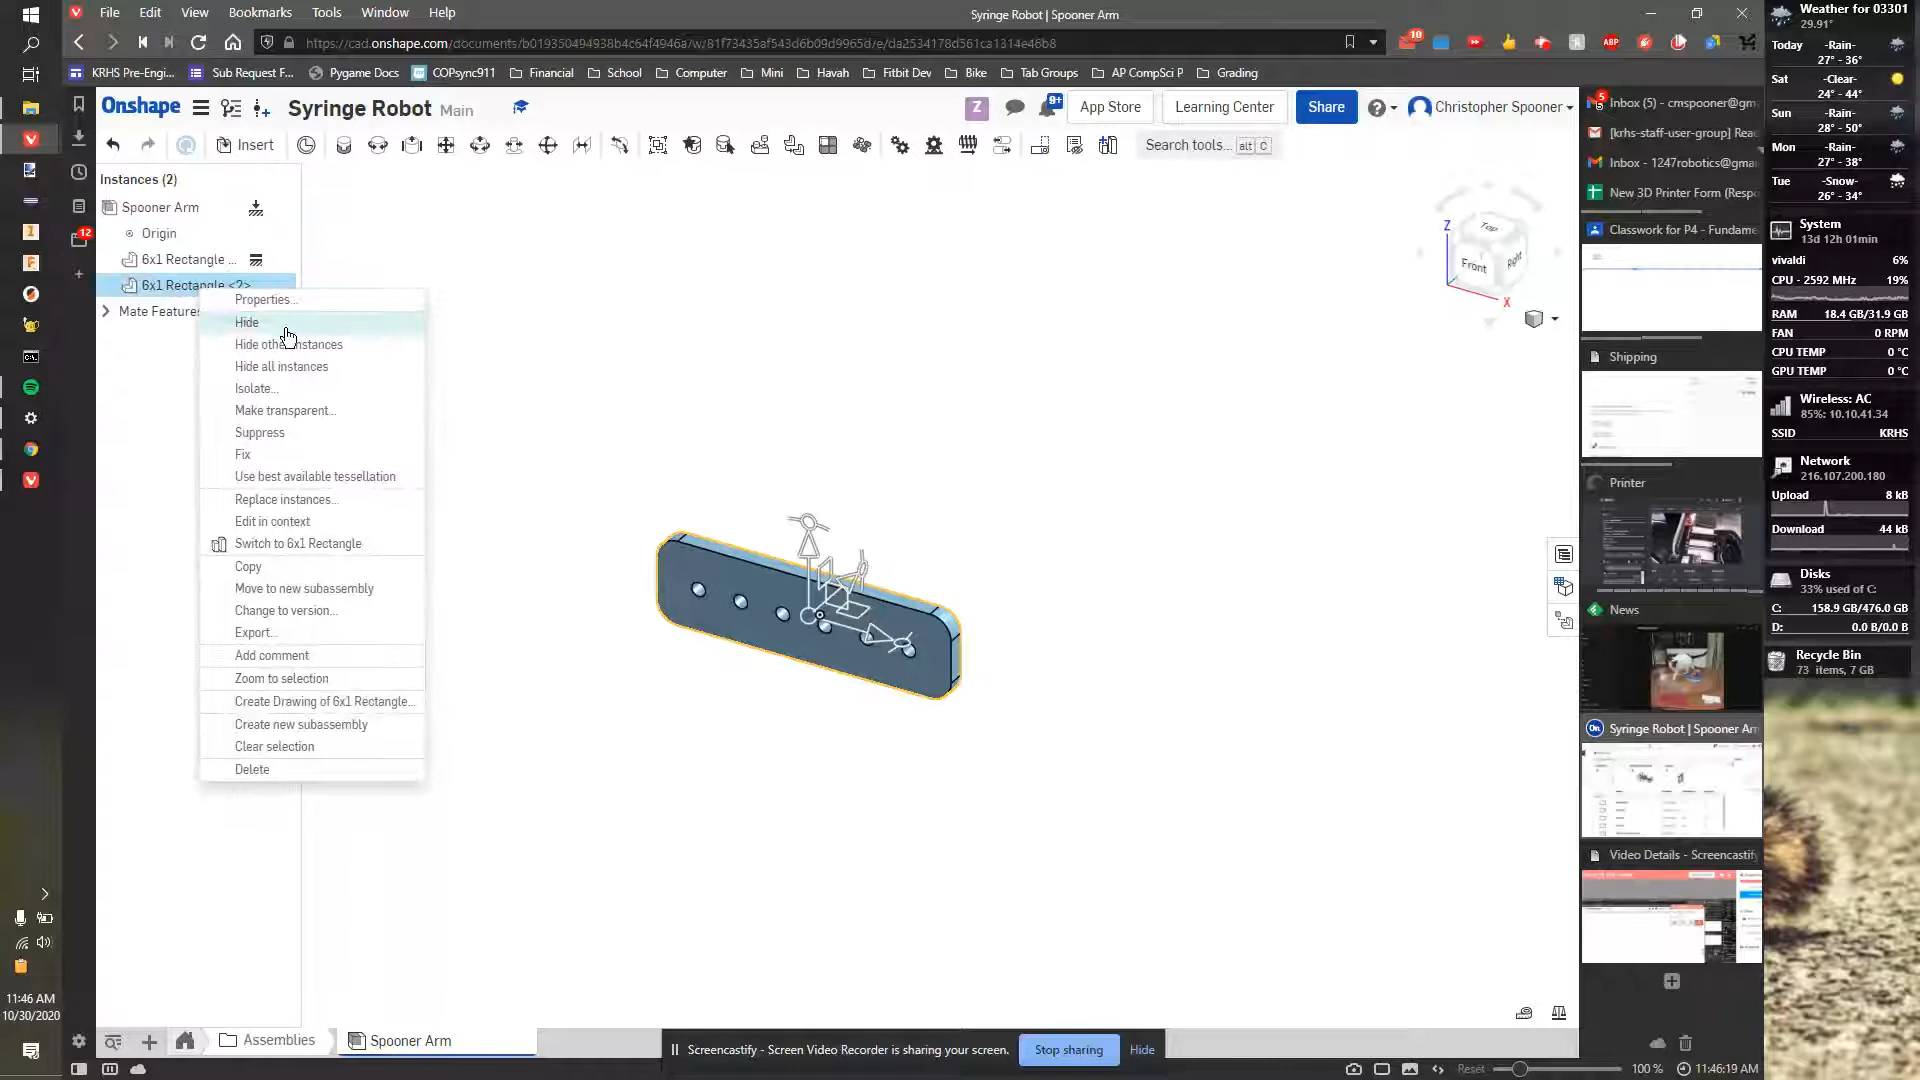 File Edit View Bookmarks Tools Window Help
Syringe Robot | Spooner Arm
https://cad.onshape.com/documents/b019350494938b4c64f4946a/w/81f73435af543d6b09d9965d/e/da2534178d561ca1314e46b8
10
ABP
KRHS Pre-Engi... Sub Request F... Pygame Docs COPsync911 Financial School Computer Mini Havah Fitbit Dev Bike Tab Groups AP CompSci P Grading
Onshape Syringe Robot Main
Z 9+ App Store Learning Center Share Christopher Spooner
Insert
Search tools... alt C
Instances (2)
Spooner Arm
Origin
12
6x1 Rectangle ...
6x1 Rectangle <2>
Mate Features
Properties...
Hide
Hide other instances
Hide all instances
Isolate...
Make transparent...
Suppress
Fix
Use best available tessellation
Replace instances...
Edit in context
Switch to 6x1 Rectangle
Copy
Move to new subassembly
Change to version...
Export...
Add comment
Zoom to selection
Create Drawing of 6x1 Rectangle...
Create new subassembly
Clear selection
Delete
Z
Top
Front
Right
X
5
Inbox (5) - cmspooner@gm
[krhs-staff-user-group] Reac
Inbox - 1247robotics@gma
New 3D Printer Form (Respo
Classwork for P4 - Fundame
Shipping
Printer
News
Syringe Robot | Spooner Arm
Video Details - Screencastify
Weather for 03301
29.91°
Today -Rain-
27° - 36°
Sat -Clear-
24° - 44°
Sun -Rain-
28° - 50°
Mon -Rain-
27° - 38°
Tue -Snow-
26° - 34°
System
13d 12h 01min
vivaldi 6%
CPU - 2592 MHz 19%
RAM 18.4 GB/31.9 GB
FAN 0 RPM
CPU TEMP 0 °C
GPU TEMP 0 °C
Wireless: AC
85%: 10.10.41.34
SSID KRHS
Network
216.107.200.180
Upload 8 kB
Download 44 kB
Disks
33% used of C:
C: 158.9 GB/476.0 GB
D: 0.0 B/0.0 B
Recycle Bin
73 items, 7 GB
11:46 AM
10/30/2020
Assemblies
Spooner Arm
Screencastify - Screen Video Recorder is sharing your screen. Stop sharing Hide
Reset 100 % 11:46:19 AM